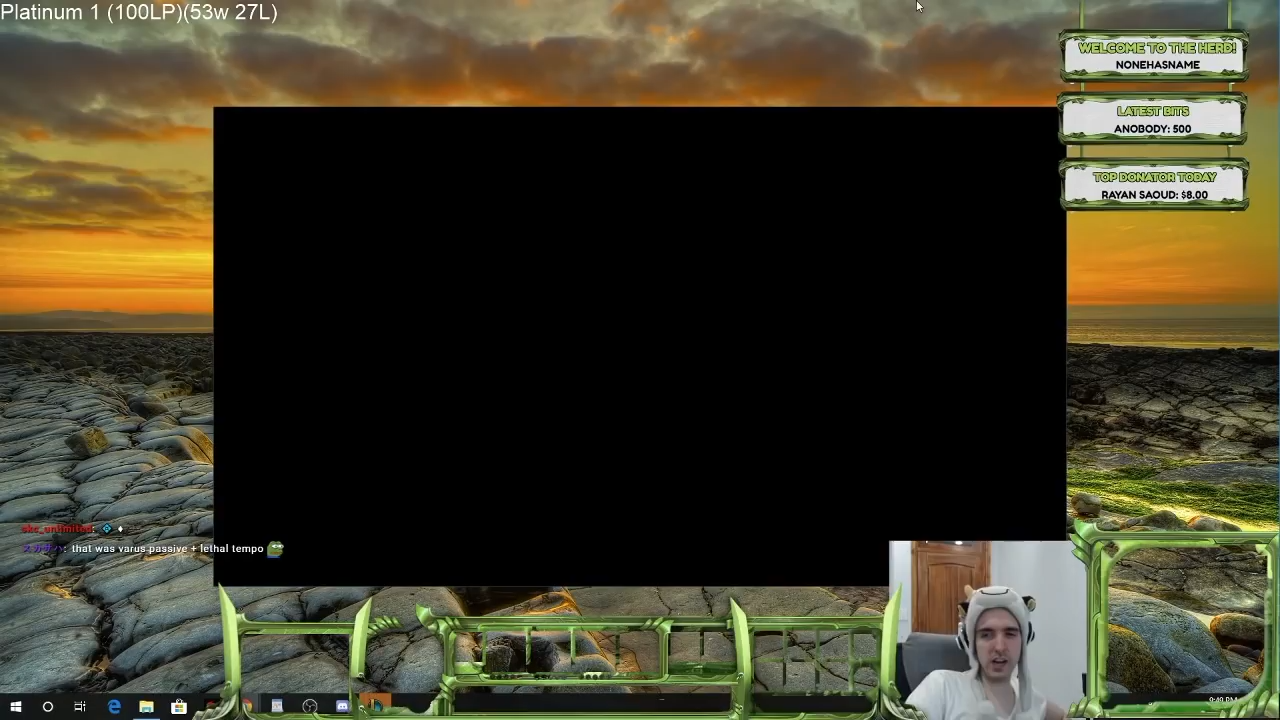 Platinum 1 (100LP)(53w 27L)
WELCOME TO THE HERD!
NONEHASNAME
LATEST BITS
ANOBODY: 500
TOP DONATOR TODAY
RAYAN SAOUD: $8.00
: that was varus passive + lethal tempo